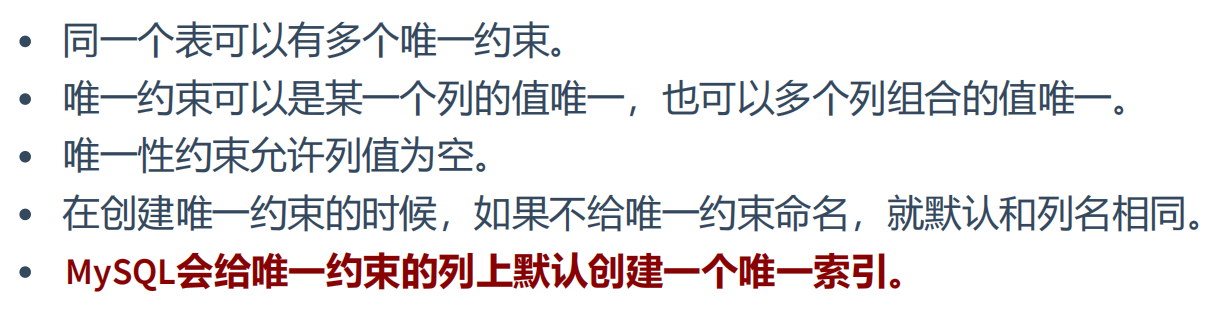 • 同一个表可以有多个唯一约束。
• 唯一约束可以是某一个列的值唯一，也可以多个列组合的值唯一。
• 唯一性约束允许列值为空。
• 在创建唯一约束的时候，如果不给唯一约束命名，就默认和列名相同。
• MySQL会给唯一约束的列上默认创建一个唯一索引。